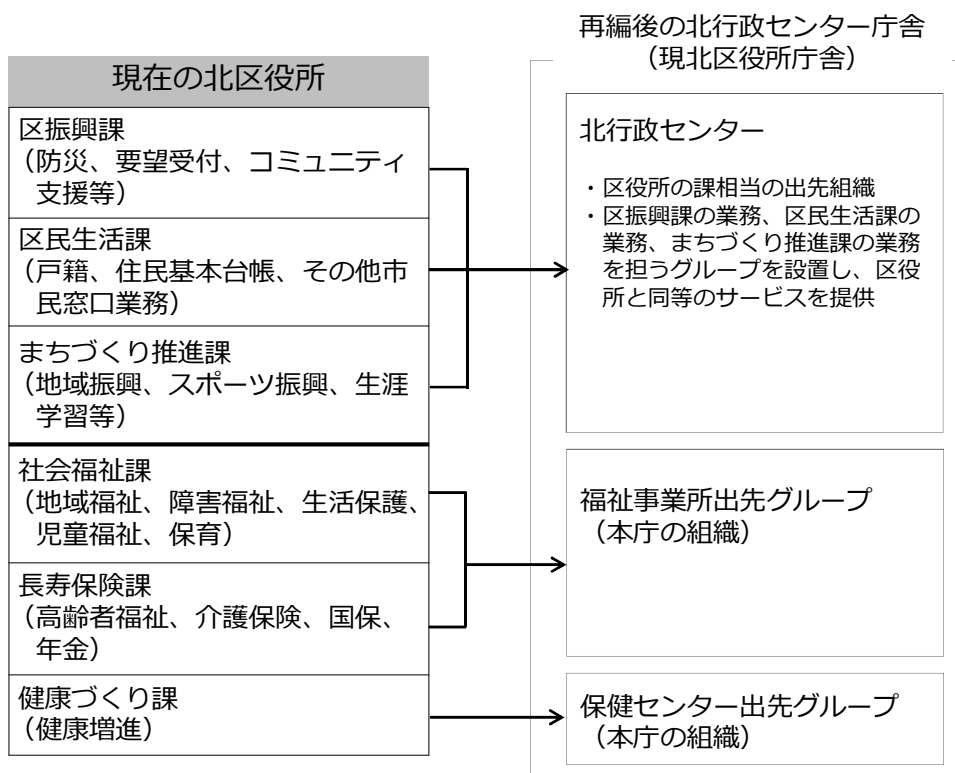 再編後の北行政センター庁舎
（現北区役所庁舎）
現在の北区役所
区振興課
（防災、要望受付、コミュニティ
支援等）
区民生活課
（戸籍、住民基本台帳、その他市
民窓口業務）
まちづくり推進課
（地域振興、スポーツ振興、生涯
学習等）
社会福祉課
（地域福祉、障害福祉、生活保護、
児童福祉、保育）
長寿保険課
（高齢者福祉、介護保険、国保、
年金）
健康づくり課
（健康増進）
北行政センター
・区役所の課相当の出先組織
・区振興課の業務、区民生活課の
業務、まちづくり推進課の業務
を担うグループを設置し、区役
所と同等のサービスを提供
福祉事業所出先グループ
（本庁の組織）
保健センター出先グループ
（本庁の組織）